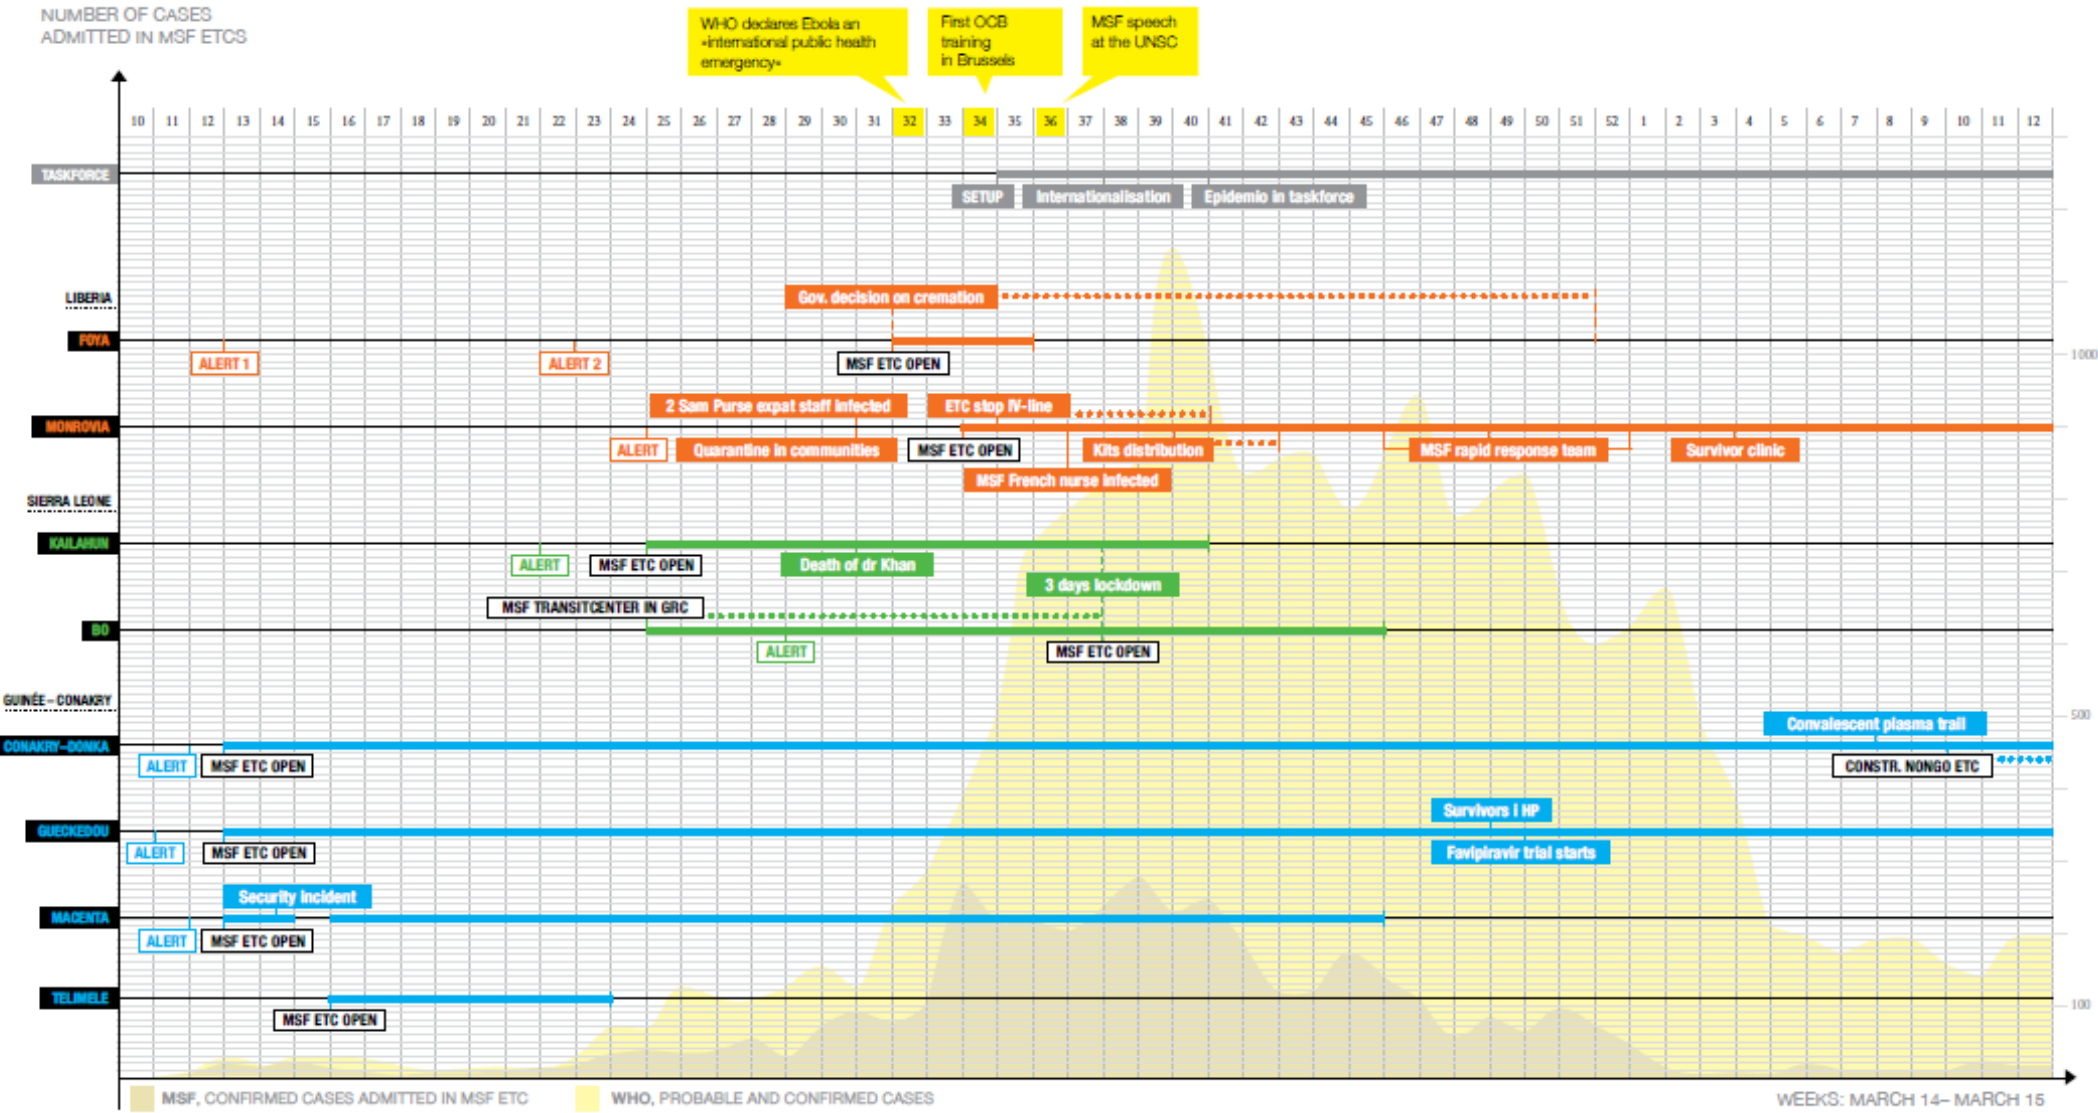 NUMBER OF CASES
ADMITTED IN MSF ETCS
WHO declares Ebola an
«international public health
emergency»
First OCB
training
in Brussels
MSF speech
at the UNSC
10 11 12 13 14 15 16 17 18 19 20 21 22 23 24 25 26 27 28 29 30 31 32 33 34 35 36 37 38 39 40 41 42 43 44 45 46 47 48 49 50 51 52 1 2 3 4 5 6 7 8 9 10 11 12
TASKFORCE
SETUP Internationalisation Epidemio in taskforce
LIBERIA Gov. decision on cremation
FOYA
ALERT 1 ALERT 2 MSF ETC OPEN
1000
2 Sam Purse expat staff infected ETC stop IV-line
MONROVIA
ALERT Quarantine in communities MSF ETC OPEN Kits distribution MSF rapid response team Survivor clinic
MSF French nurse infected
SIERRA LEONE
KAILAHUN
ALERT MSF ETC OPEN Death of dr Khan
3 days lockdown
MSF TRANSITCENTER IN GRC
BO
ALERT MSF ETC OPEN
GUINÉE–CONAKRY
500
Convalescent plasma trail
CONAKRY–DONKA
ALERT MSF ETC OPEN CONSTR. NONGO ETC
Survivors i HP
GUECKEDOU
ALERT MSF ETC OPEN Favipiravir trial starts
Security incident
MACENTA
ALERT MSF ETC OPEN
TELIMELE
100
MSF ETC OPEN
MSF, CONFIRMED CASES ADMITTED IN MSF ETC WHO, PROBABLE AND CONFIRMED CASES WEEKS: MARCH 14– MARCH 15